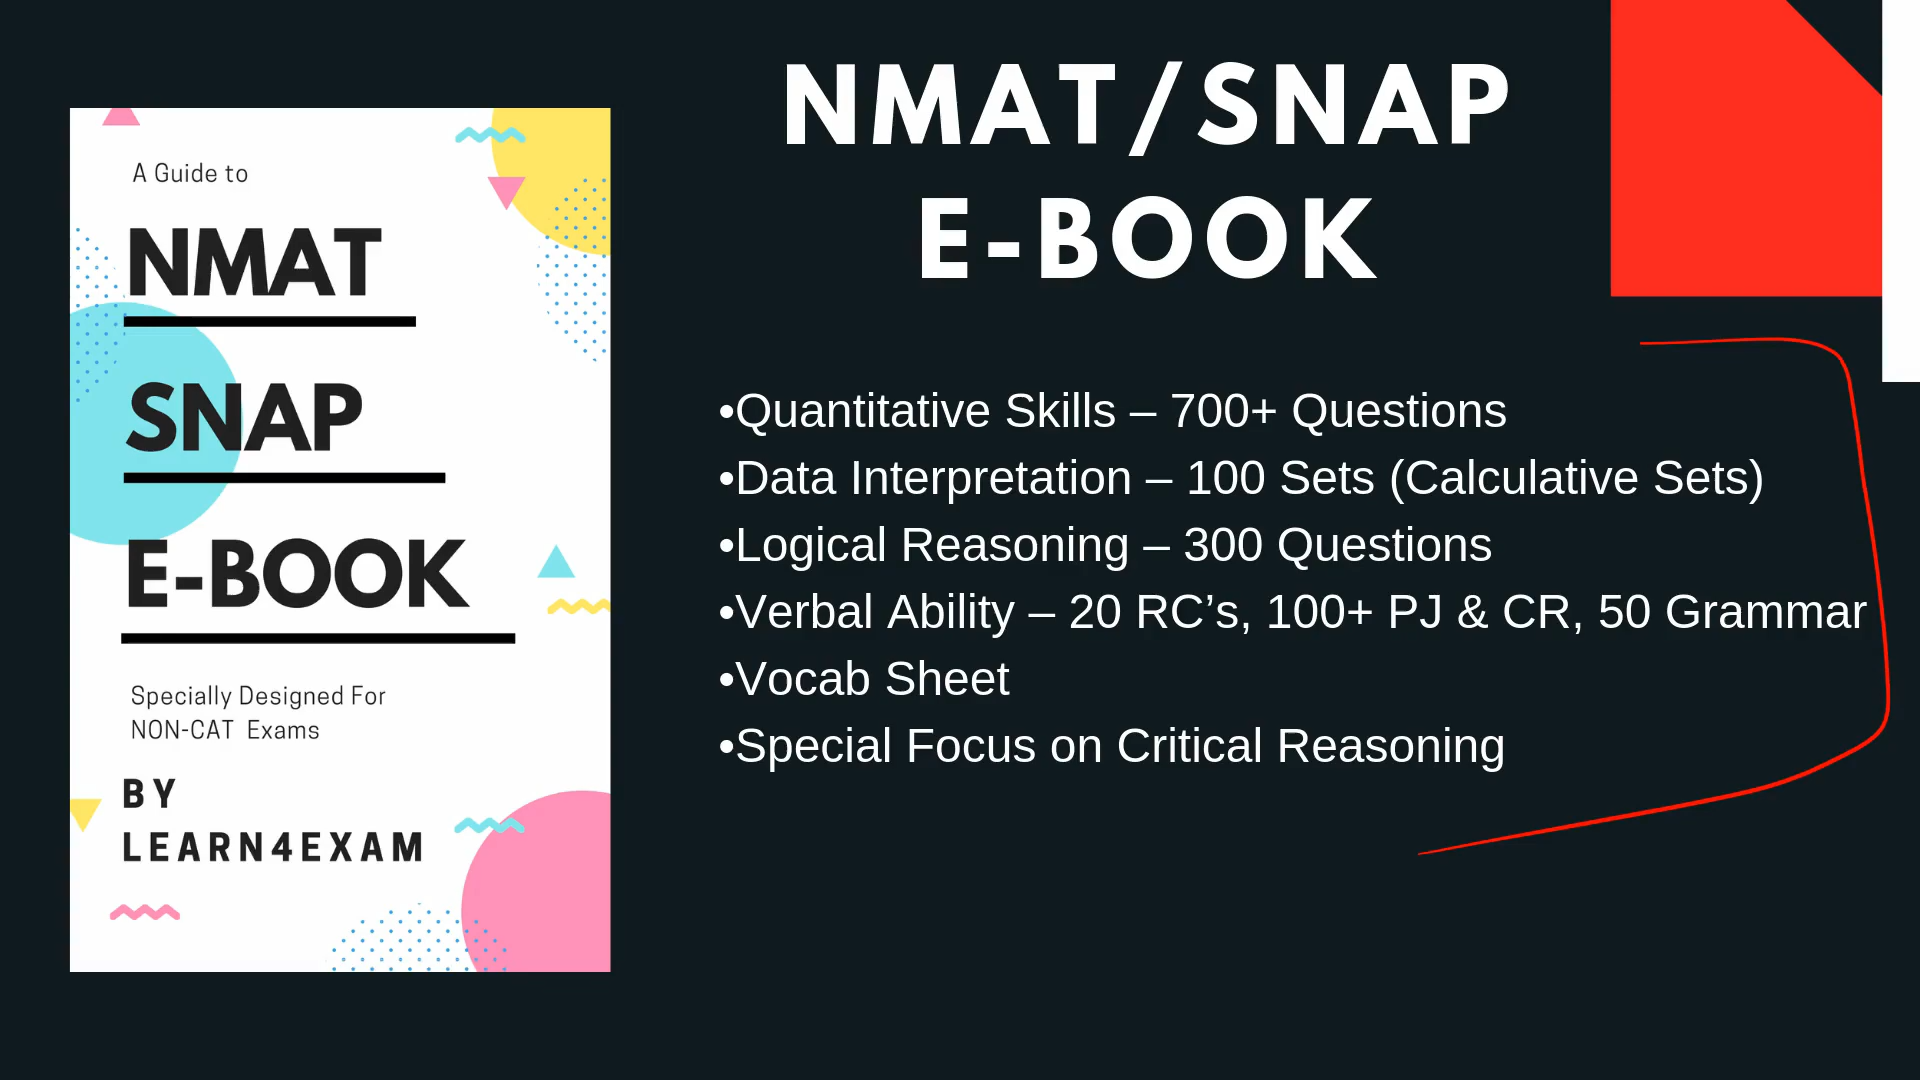 A Guide to
NMAT
SNAP
E-BOOK
Specially Designed For
NON-CAT Exams
BY
LEARN4EXAM
NMAT/SNAP
E-BOOK
•Quantitative Skills – 700+ Questions
•Data Interpretation – 100 Sets (Calculative Sets)
•Logical Reasoning – 300 Questions
•Verbal Ability – 20 RC’s, 100+ PJ & CR, 50 Grammar
•Vocab Sheet
•Special Focus on Critical Reasoning